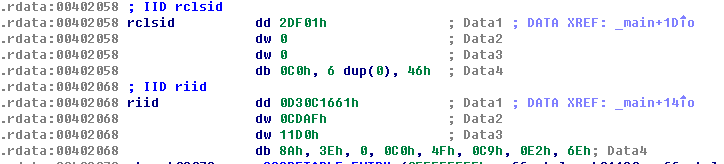 .rdata:00402058 ; IID rclsid
.rdata:00402058 rclsid dd 2DF01h ; Data1 ; DATA XREF: _main+1D↑o
.rdata:00402058 dw 0 ; Data2
.rdata:00402058 dw 0 ; Data3
.rdata:00402058 db 0C0h, 6 dup(0), 46h ; Data4
.rdata:00402068 ; IID riid
.rdata:00402068 riid dd 0D30C1661h ; Data1 ; DATA XREF: _main+14↑o
.rdata:00402068 dw 0CDAFh ; Data2
.rdata:00402068 dw 11D0h ; Data3
.rdata:00402068 db 8Ah, 3Eh, 0, 0C0h, 4Fh, 0C9h, 0E2h, 6Eh; Data4